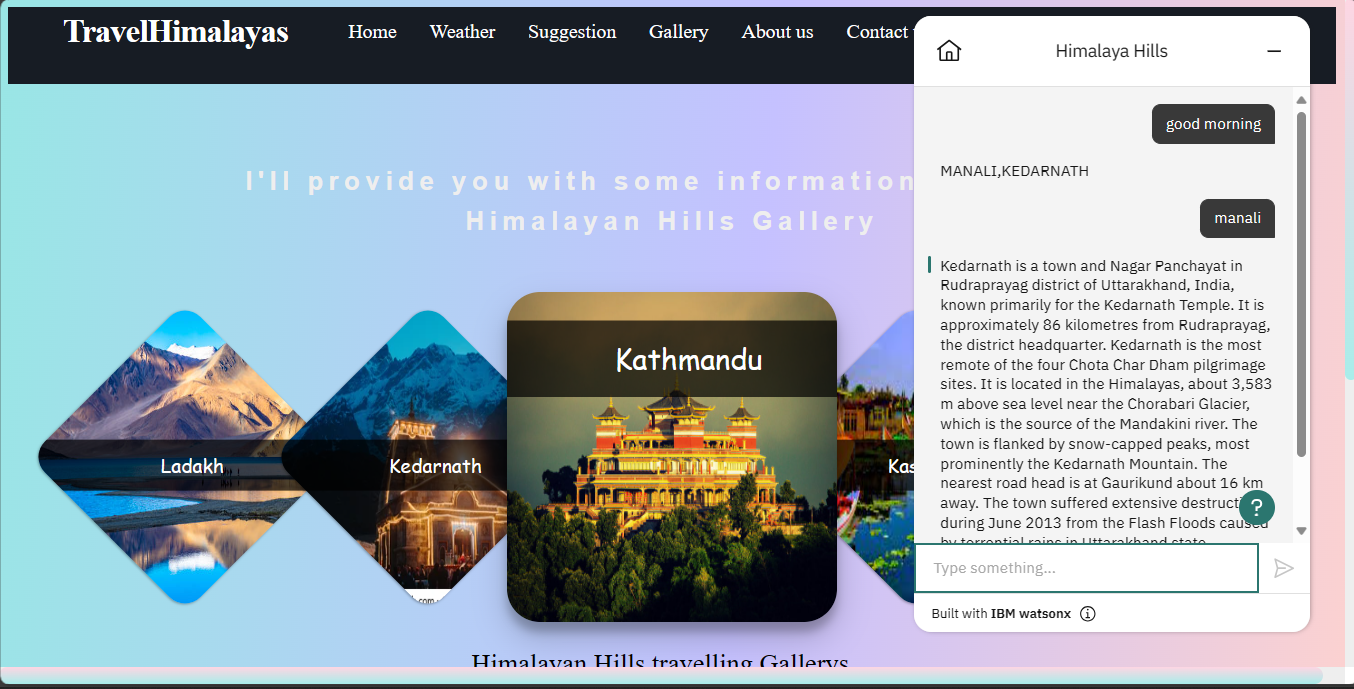 TravelHimalayas
Home
Weather
Suggestion
Gallery
About us
Contact
I'll provide you with some information
Himalayan Hills Gallery
Ladakh
Kedarnath
Kathmandu
Himalayan Hills travelling Gallerys
Himalaya Hills
good morning
MANALI,KEDARNATH
manali
Kedarnath is a town and Nagar Panchayat in
Rudraprayag district of Uttarakhand, India,
known primarily for the Kedarnath Temple. It is
approximately 86 kilometres from Rudraprayag,
the district headquarter. Kedarnath is the most
remote of the four Chota Char Dham pilgrimage
sites. It is located in the Himalayas, about 3,583
m above sea level near the Chorabari Glacier,
which is the source of the Mandakini river. The
town is flanked by snow-capped peaks, most
prominently the Kedarnath Mountain. The
nearest road head is at Gaurikund about 16 km
away. The town suffered extensive
during June 2013 from the Flash Floods caused
by torrential rains in Uttarakhand state.
?
Type something...
Built with IBM watsonx